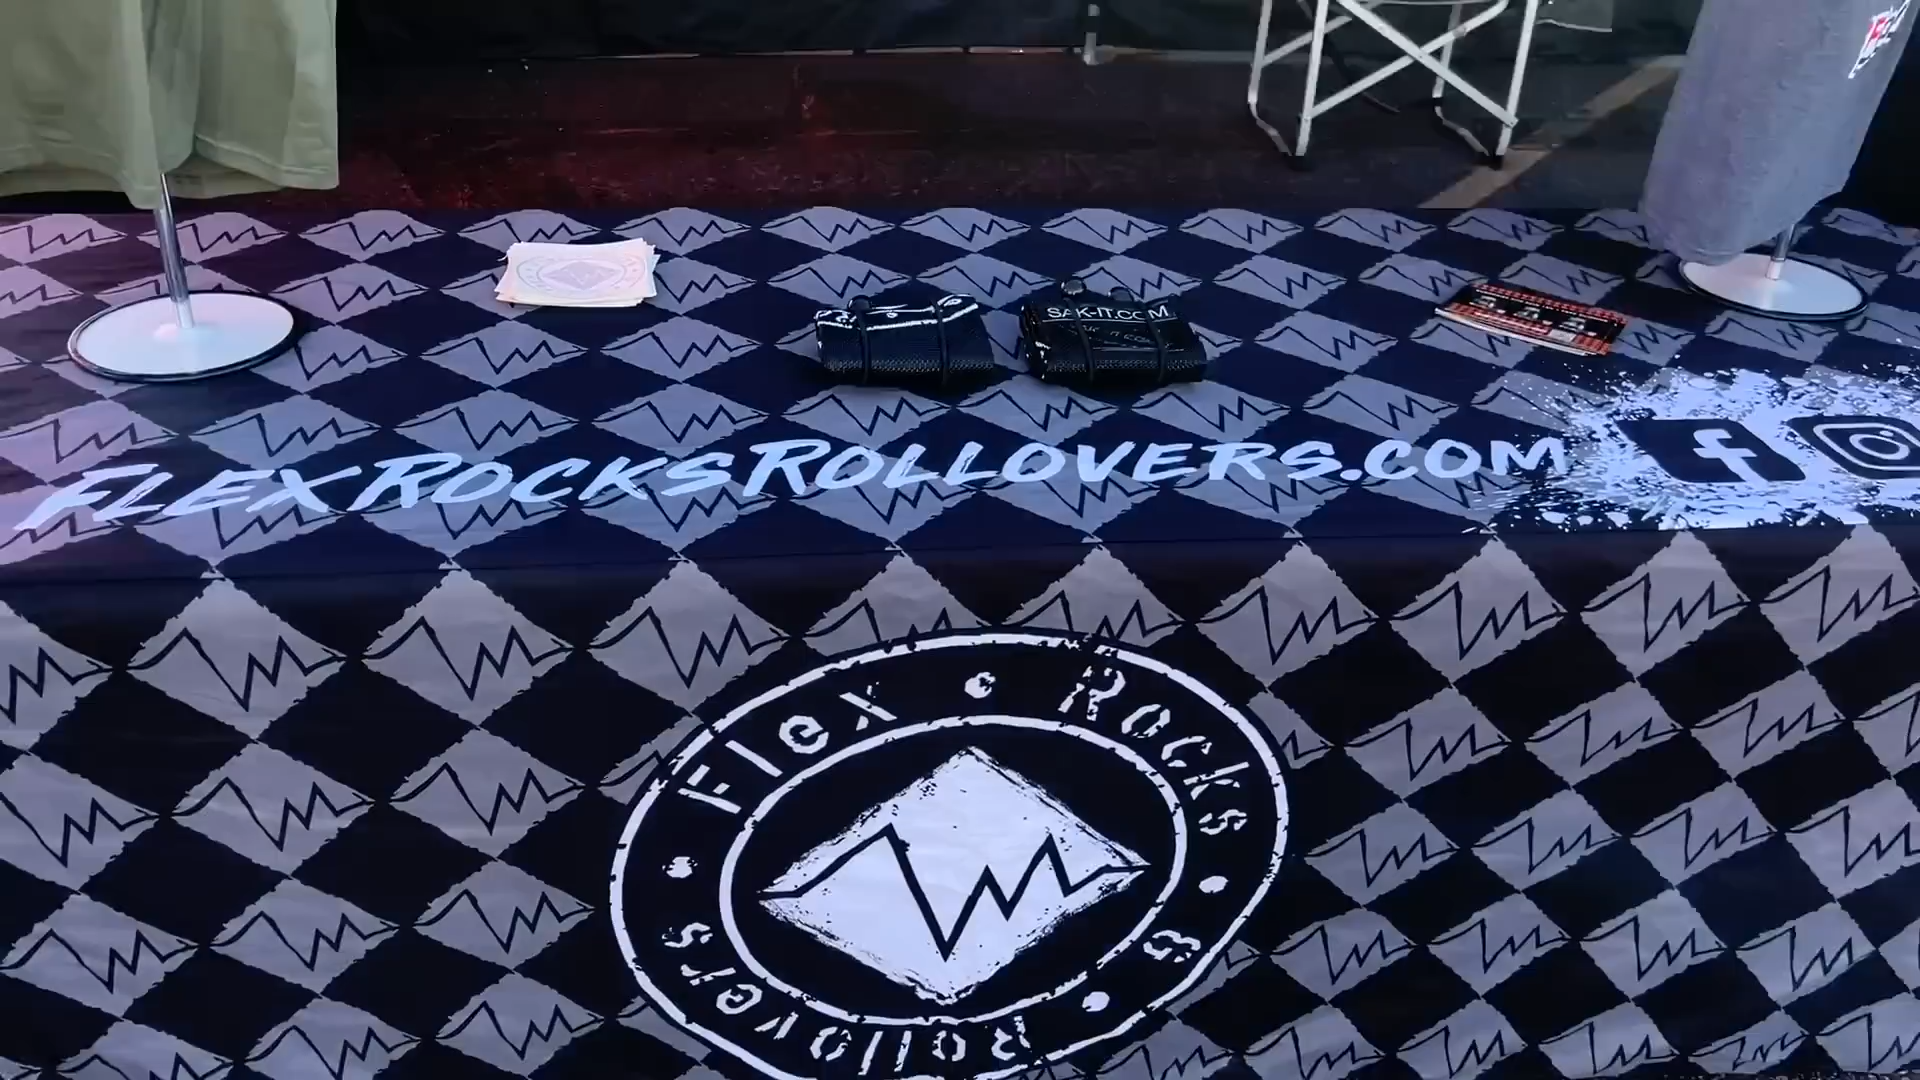 SAK-IT.COM
FLEXROCKSROLLOVERS.COM
Flex • Rocks • & • Rollovers •